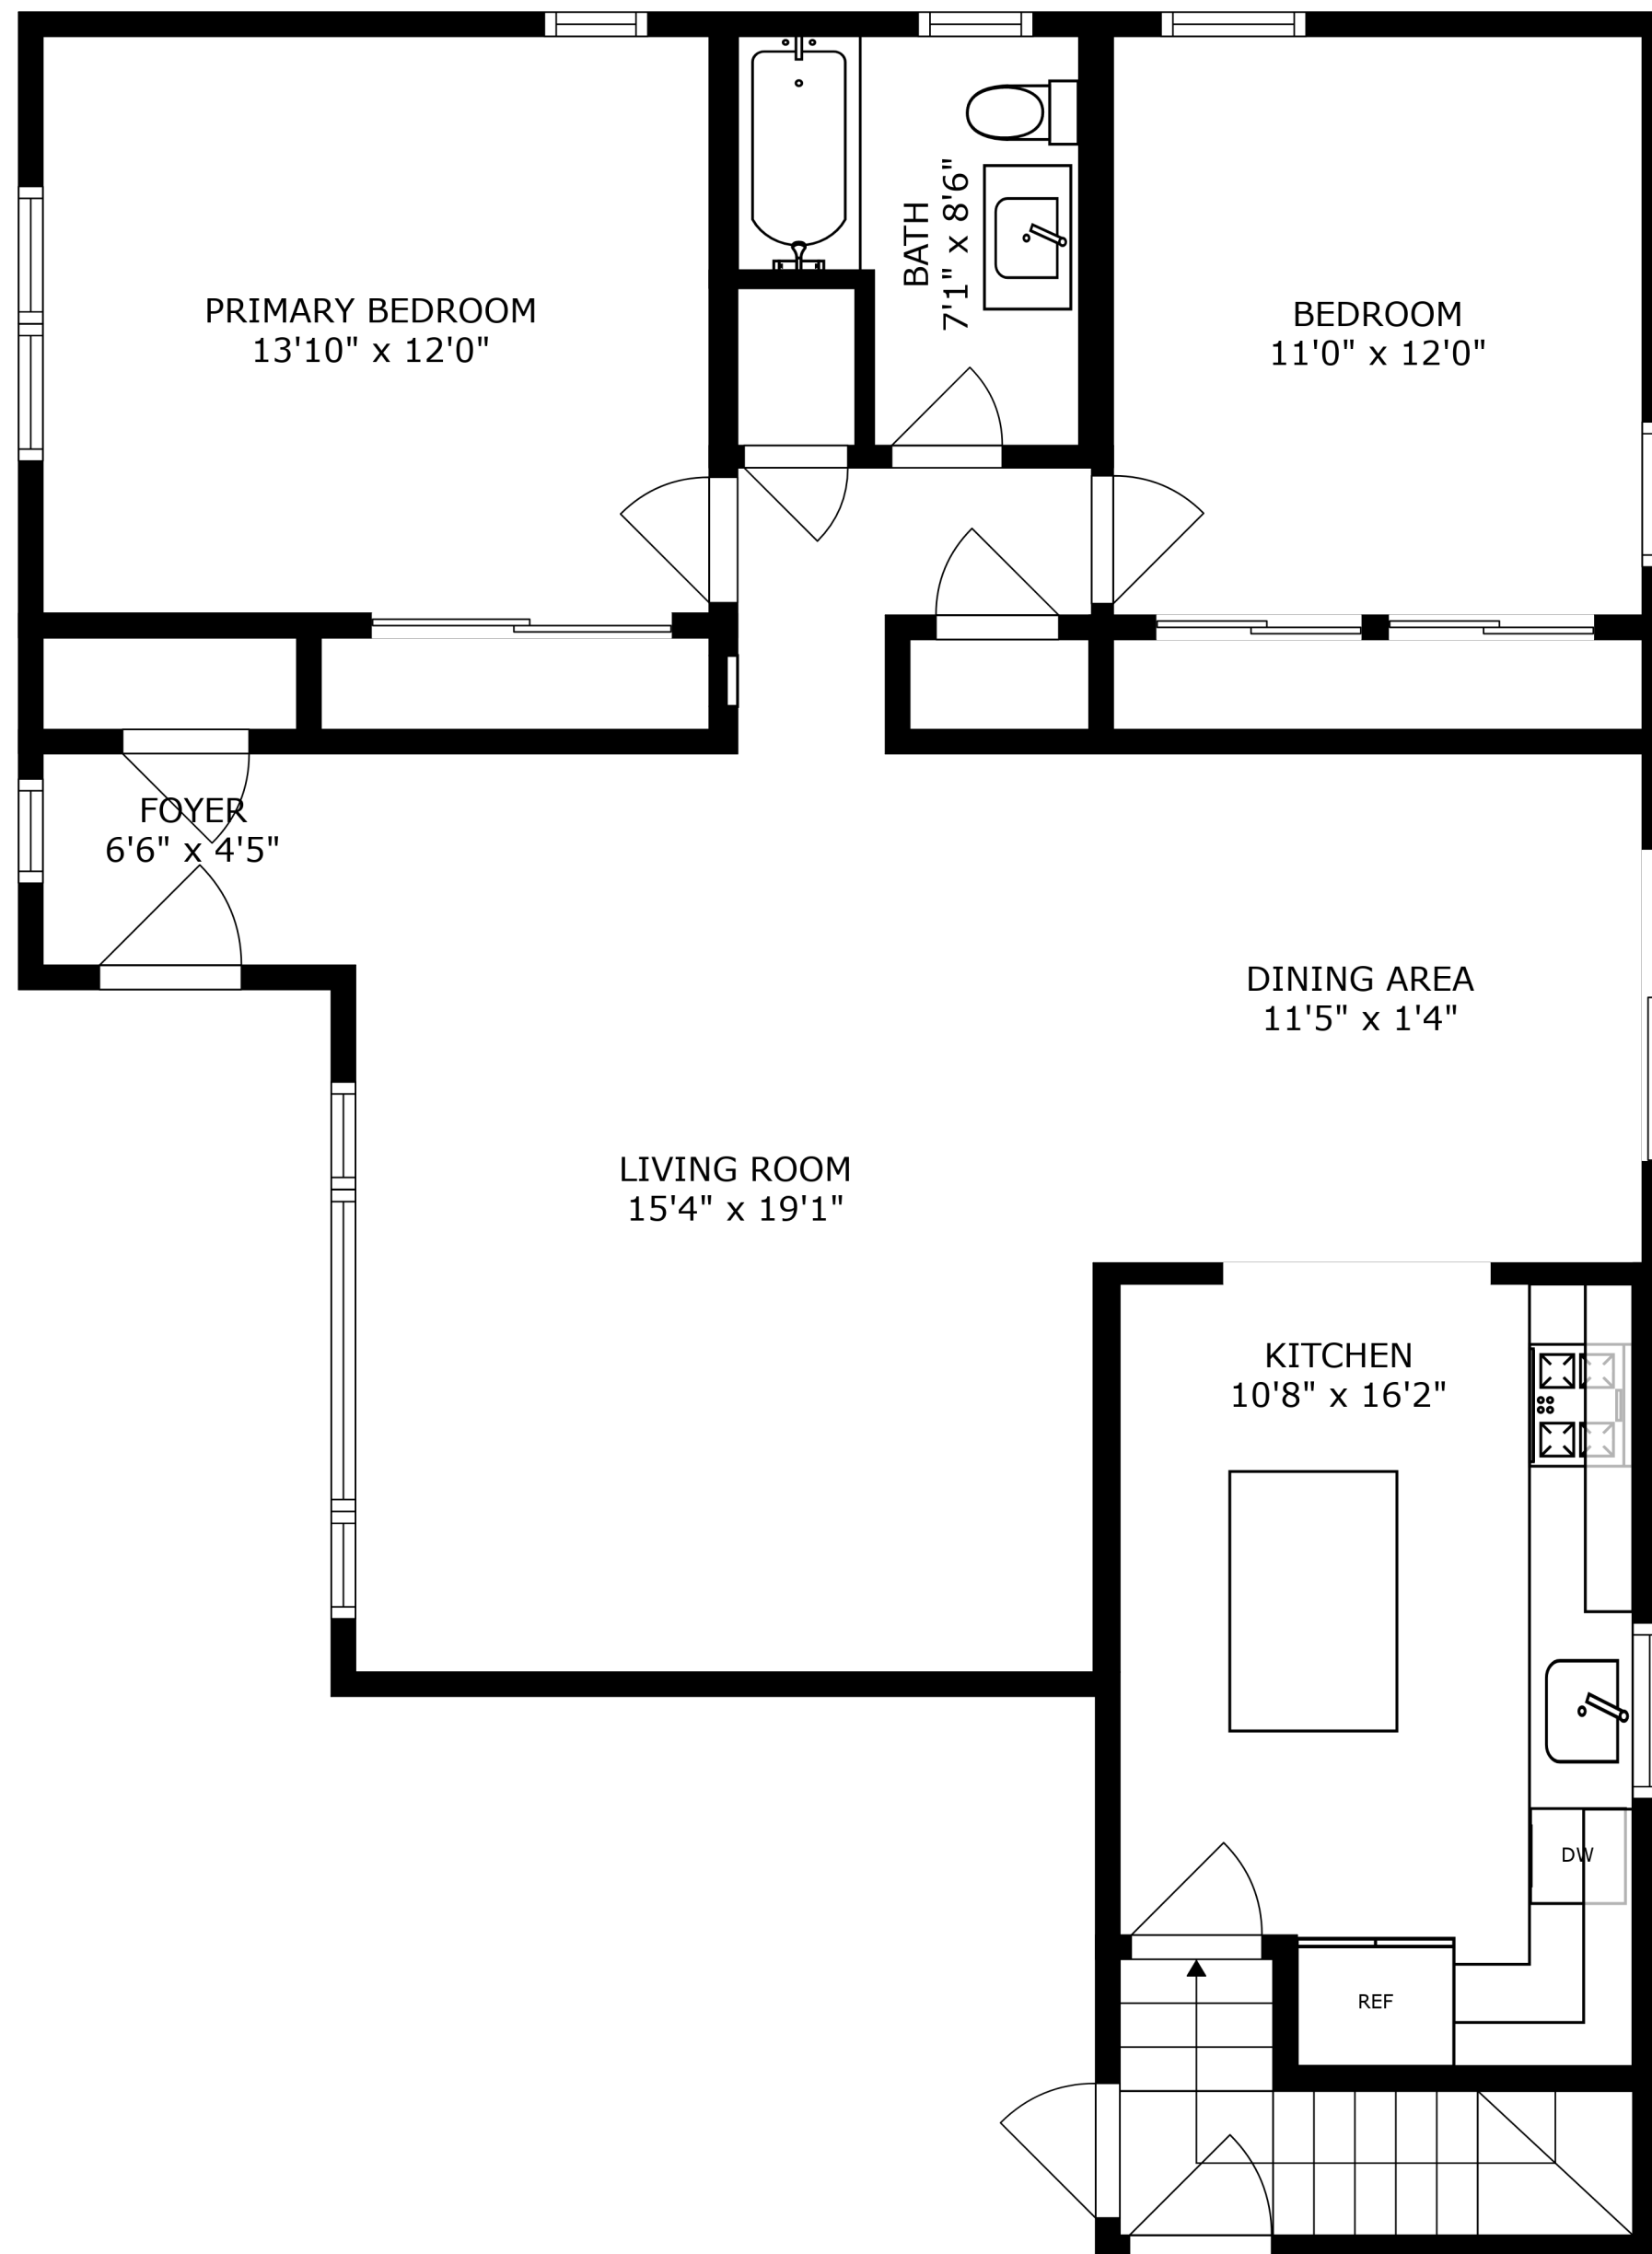 PRIMARY BEDROOM
13'10" x 12'0"
BATH
7'1" x 8'6"
BEDROOM
11'0" x 12'0"
FOYER
6'6" x 4'5"
DINING AREA
11'5" x 1'4"
LIVING ROOM
15'4" x 19'1"
KITCHEN
10'8" x 16'2"
DW
REF